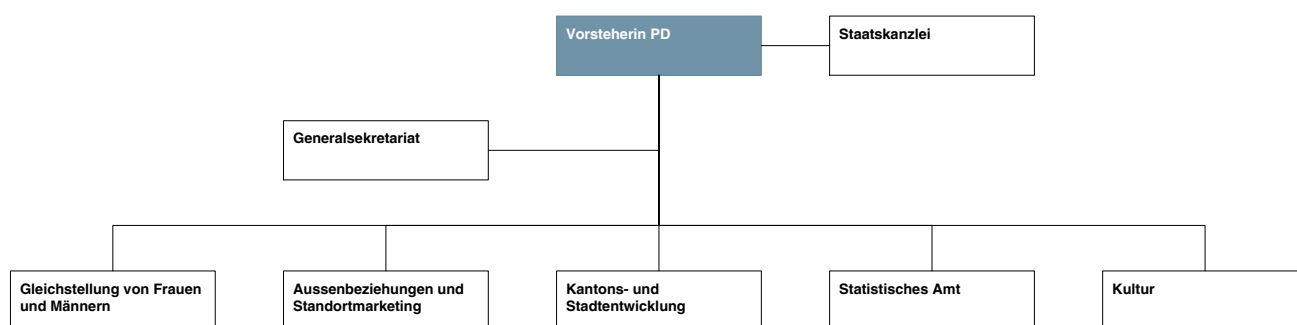 Vorsteherin PD
Staatskanzlei
Generalsekretariat
Gleichstellung von Frauen
und Männern
Aussenbeziehungen und
Standortmarketing
Kantons- und
Stadtentwicklung
Statistisches Amt
Kultur